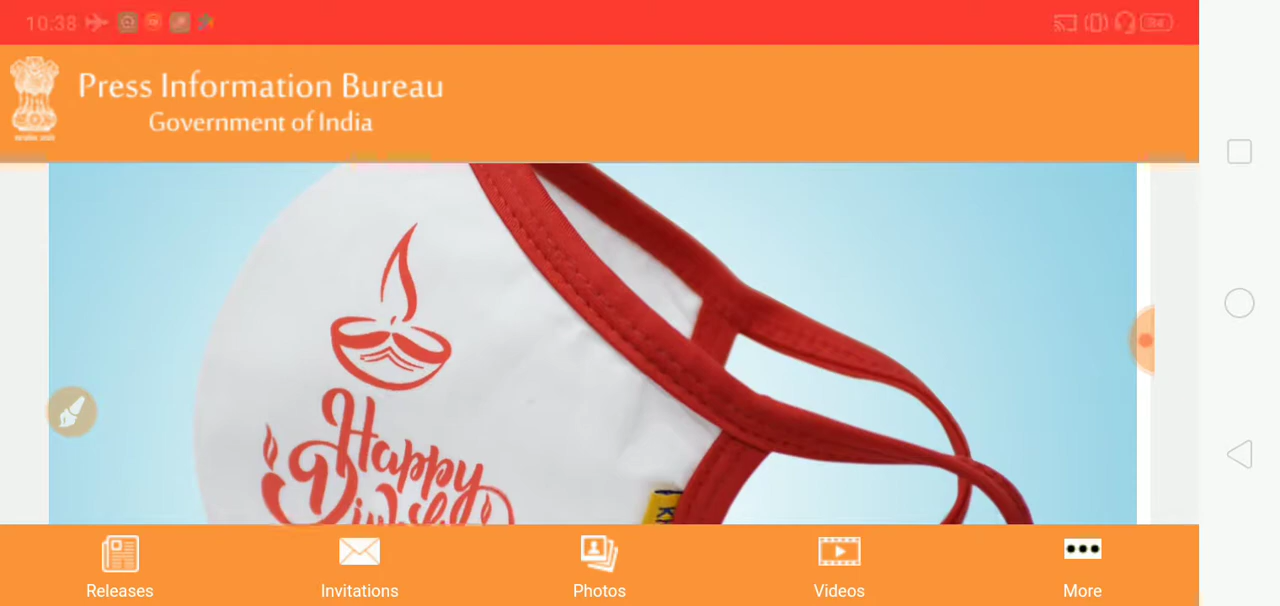 10:38
Press Information Bureau
Government of India
Happy
Releases
Invitations
Photos
Videos
More